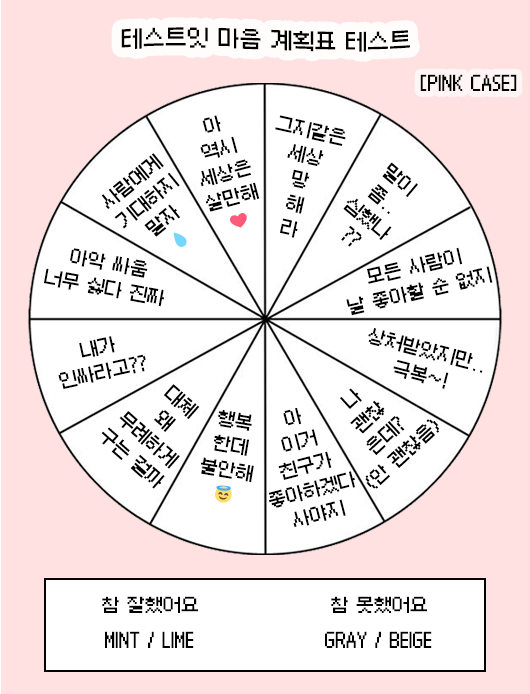 테스트잇 마음 계획표 테스트
[PINK CASE]
그지같은
세상
망
해
라
말이
좀..
심했나
??
모든 사람이
날 좋아할 순 없지
상처받았지만..
극복~!
나
괜찮
은데?
(안 괜찮음)
아
이거
친구가
좋아하겠다
사야지
행복
한데
불안해
대체
왜
무례하게
구는 걸까
내가
인싸라고??
아악 싸움
너무 싫다 진짜
사람에게
기대하지
말자
아
역시
세상은
살만해
참 잘했어요
MINT / LIME
참 못했어요
GRAY / BEIGE